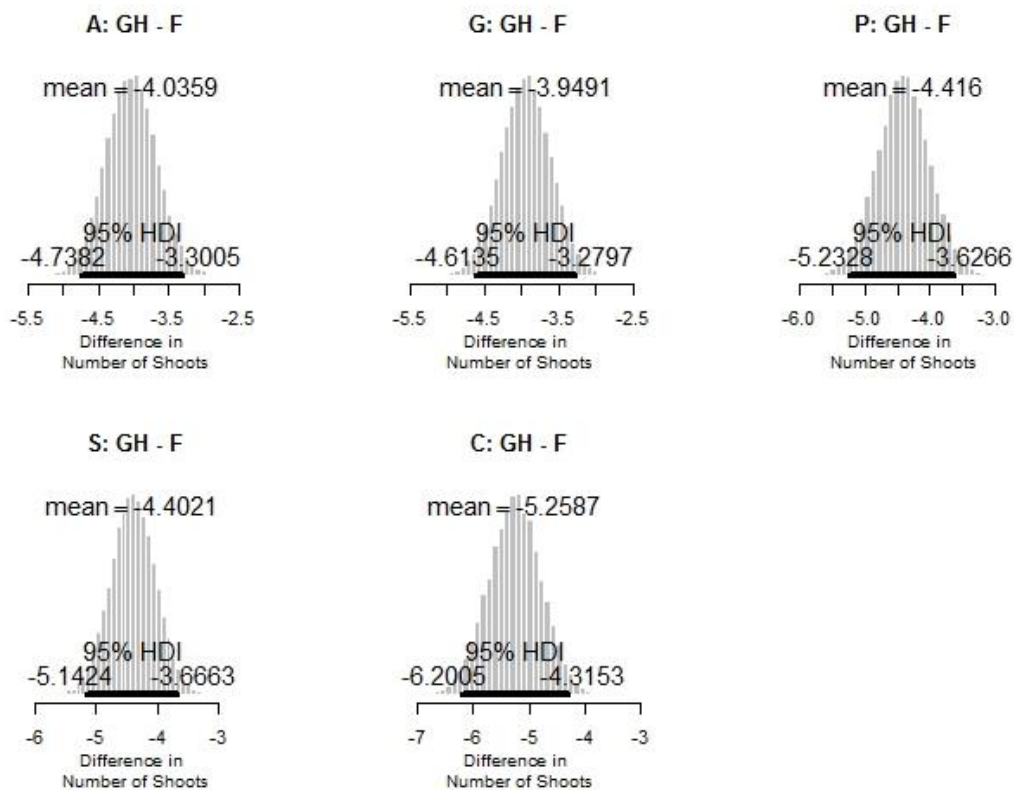 A: GH - F
mean = -4.0359
95% HDI
-4.7382 -3.3005
-5.5 -4.5 -3.5 -2.5
Difference in
Number of Shoots
G: GH - F
mean = -3.9491
95% HDI
-4.6135 -3.2797
-5.5 -4.5 -3.5 -2.5
Difference in
Number of Shoots
P: GH - F
mean = -4.416
95% HDI
-5.2328 -3.6266
-6.0 -5.0 -4.0 -3.0
Difference in
Number of Shoots
S: GH - F
mean = -4.4021
95% HDI
-5.1424 -3.6663
-6 -5 -4 -3
Difference in
Number of Shoots
C: GH - F
mean = -5.2587
95% HDI
-6.2005 -4.3153
-7 -6 -5 -4 -3
Difference in
Number of Shoots